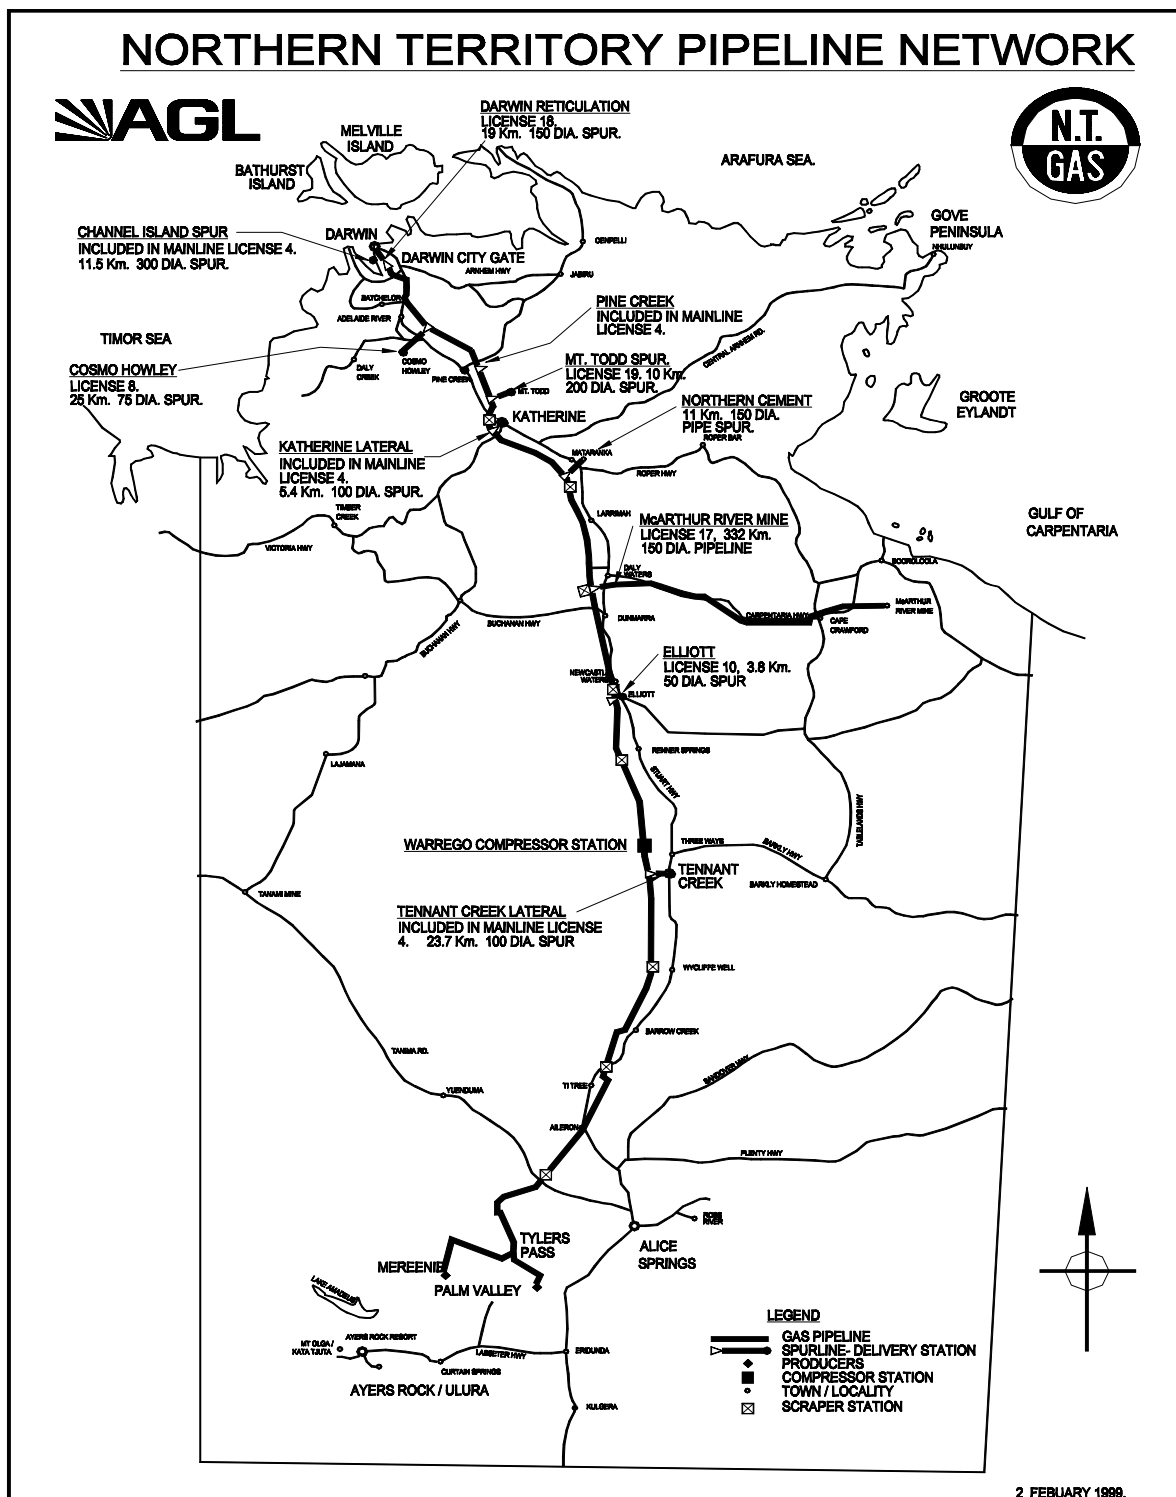 NORTHERN TERRITORY PIPELINE NETWORK
AGL
N.T.
GAS
DARWIN RETICULATION
LICENSE 18.
19 Km. 150 DIA. SPUR.
MELVILLE
ISLAND
BATHURST
ISLAND
ARAFURA SEA.
GOVE
PENINSULA
NHULUNBUY
CHANNEL ISLAND SPUR
INCLUDED IN MAINLINE LICENSE 4.
11.5 Km. 300 DIA. SPUR.
DARWIN
DARWIN CITY GATE
ARNHEM HWY
OENPELLI
JABIRU
BATCHELOR
ADELAIDE RIVER
PINE CREEK
INCLUDED IN MAINLINE
LICENSE 4.
TIMOR SEA
CENTRAL ARNHEM RD.
COSMO HOWLEY
LICENSE 8.
25 Km. 75 DIA. SPUR.
DALY
CREEK
COSMO
HOWLEY
PINE CREEK
MT. TODD SPUR.
LICENSE 19. 10 Km.
200 DIA. SPUR.
MT. TODD
GROOTE
EYLANDT
KATHERINE
NORTHERN CEMENT
11 Km. 150 DIA.
PIPE SPUR.
ROPER BAR
KATHERINE LATERAL
INCLUDED IN MAINLINE
LICENSE 4.
5.4 Km. 100 DIA. SPUR.
MATARANKA
ROPER HWY
TIMBER
CREEK
VICTORIA HWY
LARRIMAH
McARTHUR RIVER MINE
LICENSE 17, 332 Km.
150 DIA. PIPELINE
GULF OF
CARPENTARIA
BOOROLOOLA
DALY
WATERS
McARTHUR
RIVER MINE
CARPENTARIA HWY
CAPE
CRAWFORD
DUNMARRA
BUCHANAN HWY
BUCHANAN HWY
ELLIOTT
LICENSE 10, 3.8 Km.
50 DIA. SPUR
NEWCASTLE
WATERS
ELLIOTT
RENNER SPRINGS
STUART HWY
LAJAMANA
TABLELANDS HWY
WARREGO COMPRESSOR STATION
THREE WAYS
BARKLY HWY
TENNANT
CREEK
BARKLY HOMESTEAD
TANAMI MINE
TENNANT CREEK LATERAL
INCLUDED IN MAINLINE LICENSE
4. 23.7 Km. 100 DIA. SPUR
WYCLIFFE WELL
BARROW CREEK
TANIMA RD.
SANDOVER HWY
TI TREE
YUENDUMA
AILERON
PLENTY HWY
ROSS
RIVER
TYLERS
PASS
ALICE
SPRINGS
MEREENIE
PALM VALLEY
LAKE AMADEUS
MT OLGA /
KATA TJUTA
AYERS ROCK RESORT
LASSETER HWY
ERIDUNDA
CURTAIN SPRINGS
AYERS ROCK / ULURA
KULGERA
LEGEND
GAS PIPELINE
SPURLINE- DELIVERY STATION
PRODUCERS
COMPRESSOR STATION
TOWN / LOCALITY
SCRAPER STATION
2 FEBUARY 1999.